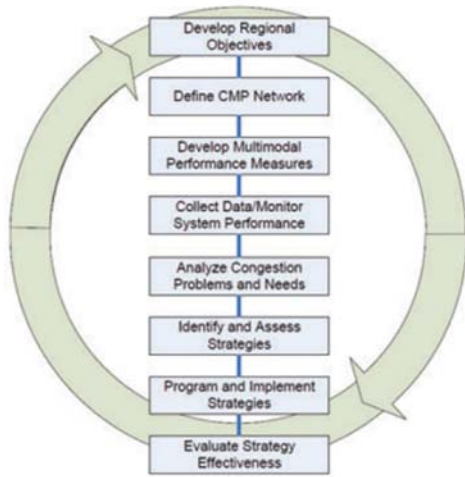 Develop Regional
Objectives
Define CMP Network
Develop Multimodal
Performance Measures
Collect Data/Monitor
System Performance
Analyze Congestion
Problems and Needs
Identify and Assess
Strategies
Program and Implement
Strategies
Evaluate Strategy
Effectiveness